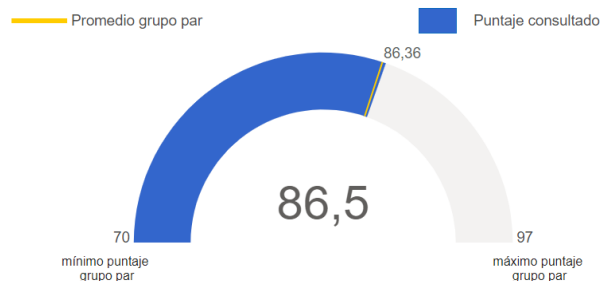 Promedio grupo par
Puntaje consultado
86,36
86,5
70
97
mínimo puntaje
grupo par
máximo puntaje
grupo par